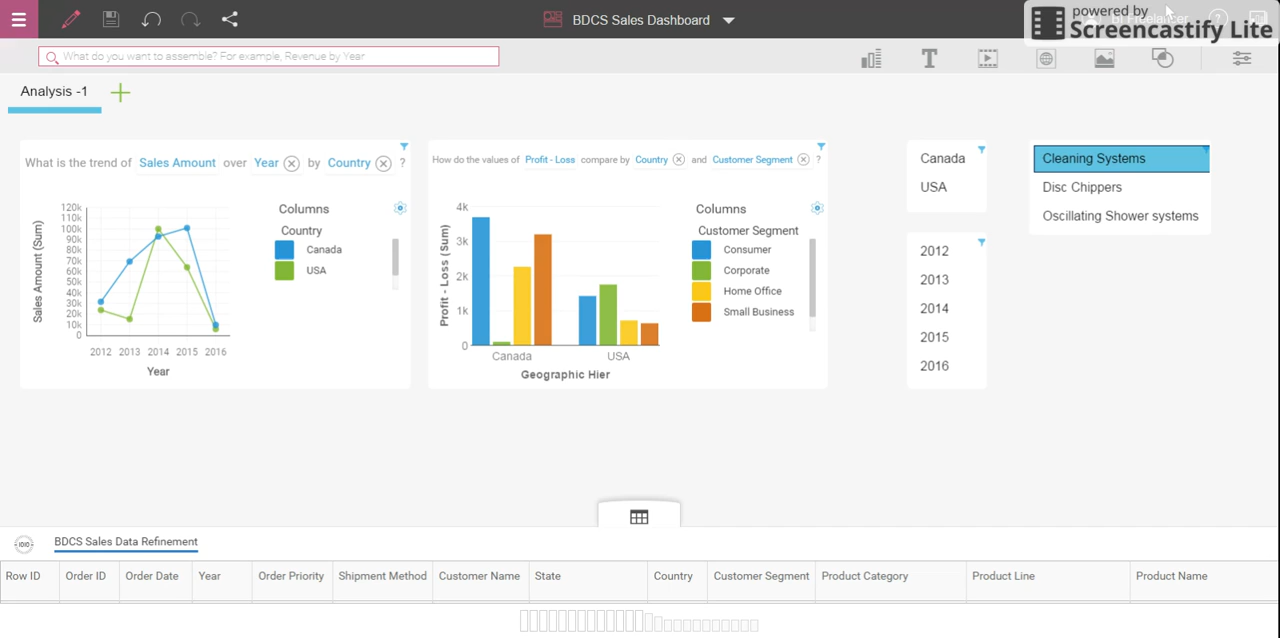 BDCS Sales Dashboard
powered by
Screencastify Lite
BI Freelancer
What do you want to assemble? For example, Revenue by Year
Analysis -1
What is the trend of Sales Amount over Year by Country ?
120k
110k
100k
90k
80k
70k
60k
50k
40k
30k
20k
10k
0
Sales Amount (Sum)
2012 2013 2014 2015 2016
Year
Columns
Country
Canada
USA
How do the values of Profit - Loss compare by Country and Customer Segment ?
4k
3k
2k
1k
0
Profit - Loss (Sum)
Canada USA
Geographic Hier
Columns
Customer Segment
Consumer
Corporate
Home Office
Small Business
Canada
USA
2012
2013
2014
2015
2016
Cleaning Systems
Disc Chippers
Oscillating Shower systems
BDCS Sales Data Refinement
Row ID Order ID Order Date Year Order Priority Shipment Method Customer Name State Country Customer Segment Product Category Product Line Product Name